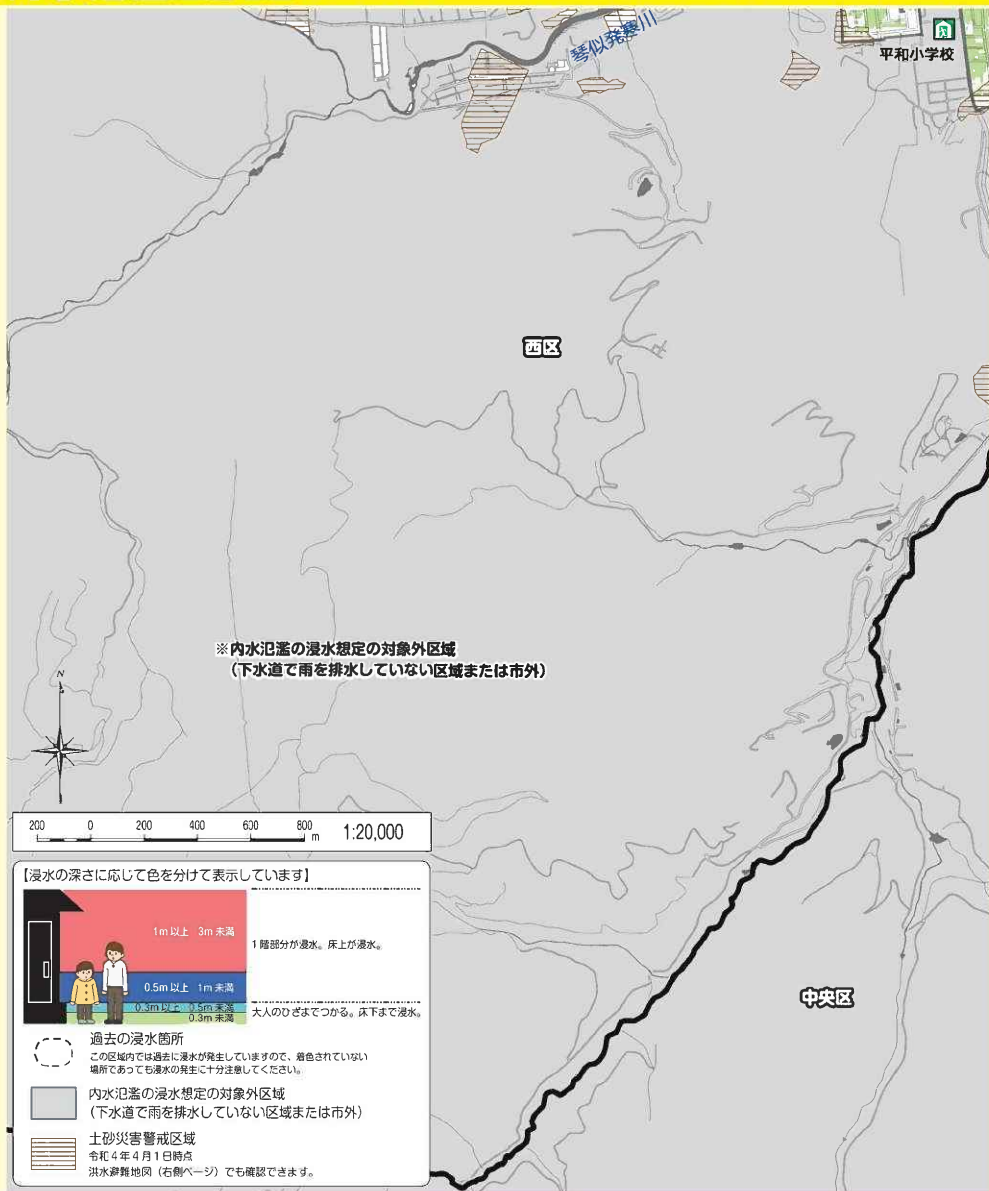 琴似発寒川
平和小学校
西区
※内水氾濫の浸水想定の対象外区域
(下水道で雨を排水していない区域または市外)
N
200 0 200 400 600 800 m 1:20,000
【浸水の深さに応じて色を分けて表示しています】
1m以上 3m未満
1階部分が浸水。床上が浸水。
0.5m以上 1m未満
0.3m以上 0.5m未満
大人のひざまでつかる。床下まで浸水。
0.3m未満
中央区
過去の浸水箇所
この区域内では過去に浸水が発生していますので、着色されていない
場所であっても浸水の発生に十分注意してください。
内水氾濫の浸水想定の対象外区域
(下水道で雨を排水していない区域または市外)
土砂災害警戒区域
令和4年4月1日時点
洪水避難地図(右側ページ)でも確認できます。